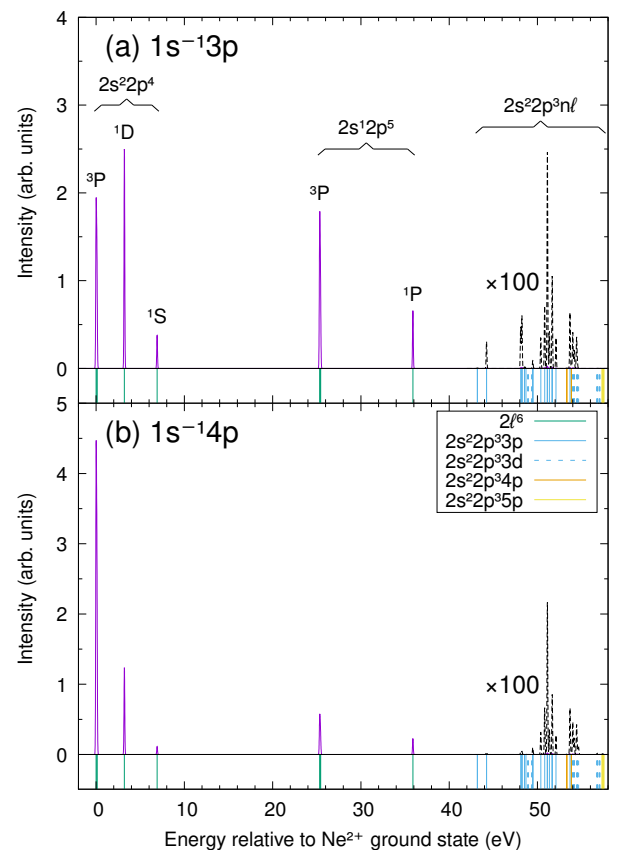 (a) 1s⁻¹3p
2s²2p⁴
2s¹2p⁵
2s²2p³nℓ
³P
¹D
¹S
³P
¹P
×100
Intensity (arb. units)
4
3
2
1
0
(b) 1s⁻¹4p
2ℓ⁶
2s²2p³3p
2s²2p³3d
2s²2p³4p
2s²2p³5p
×100
Intensity (arb. units)
5
4
3
2
1
0
0 10 20 30 40 50
Energy relative to Ne²⁺ ground state (eV)